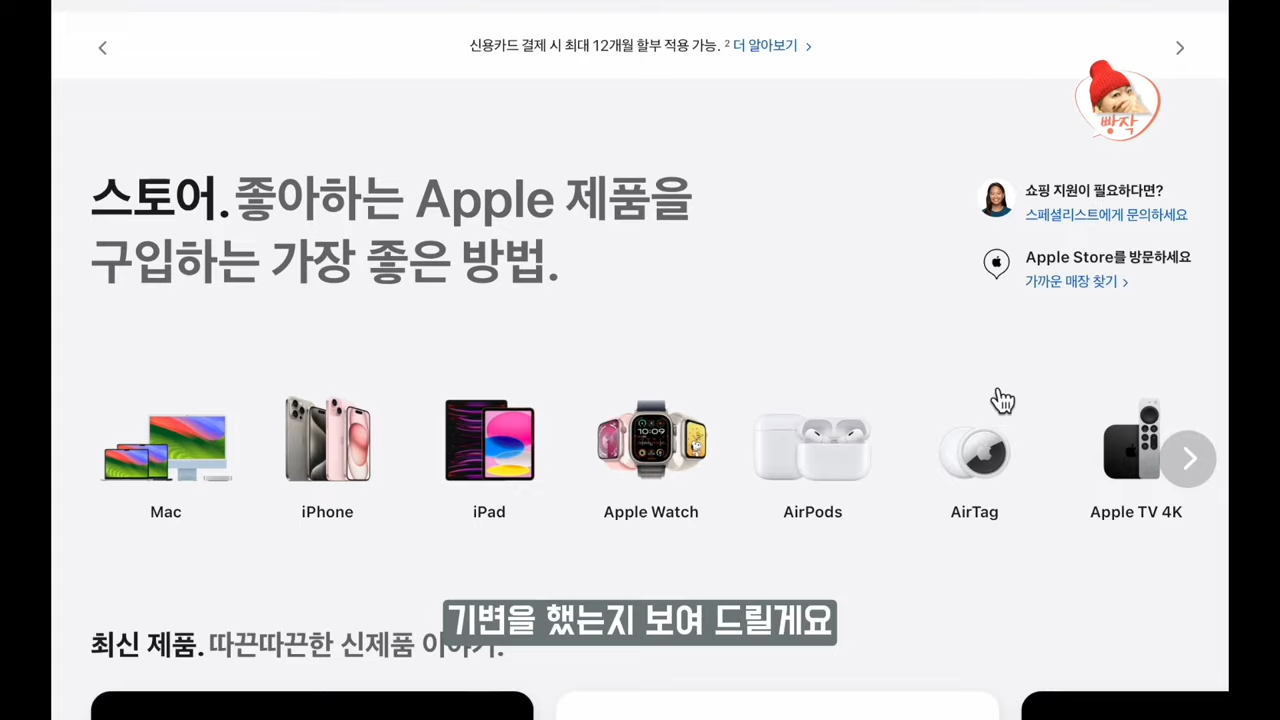 신용카드 결제 시 최대 12개월 할부 적용 가능. ² 더 알아보기 >
빵작
스토어. 좋아하는 Apple 제품을
구입하는 가장 좋은 방법.
쇼핑 지원이 필요하다면?
스페셜리스트에게 문의하세요
Apple Store를 방문하세요
가까운 매장 찾기 >
10:09
Mac
iPhone
iPad
Apple Watch
AirPods
AirTag
Apple TV 4K
기변을 했는지 보여 드릴게요
최신 제품. 따끈따끈한 신제품 이야기.